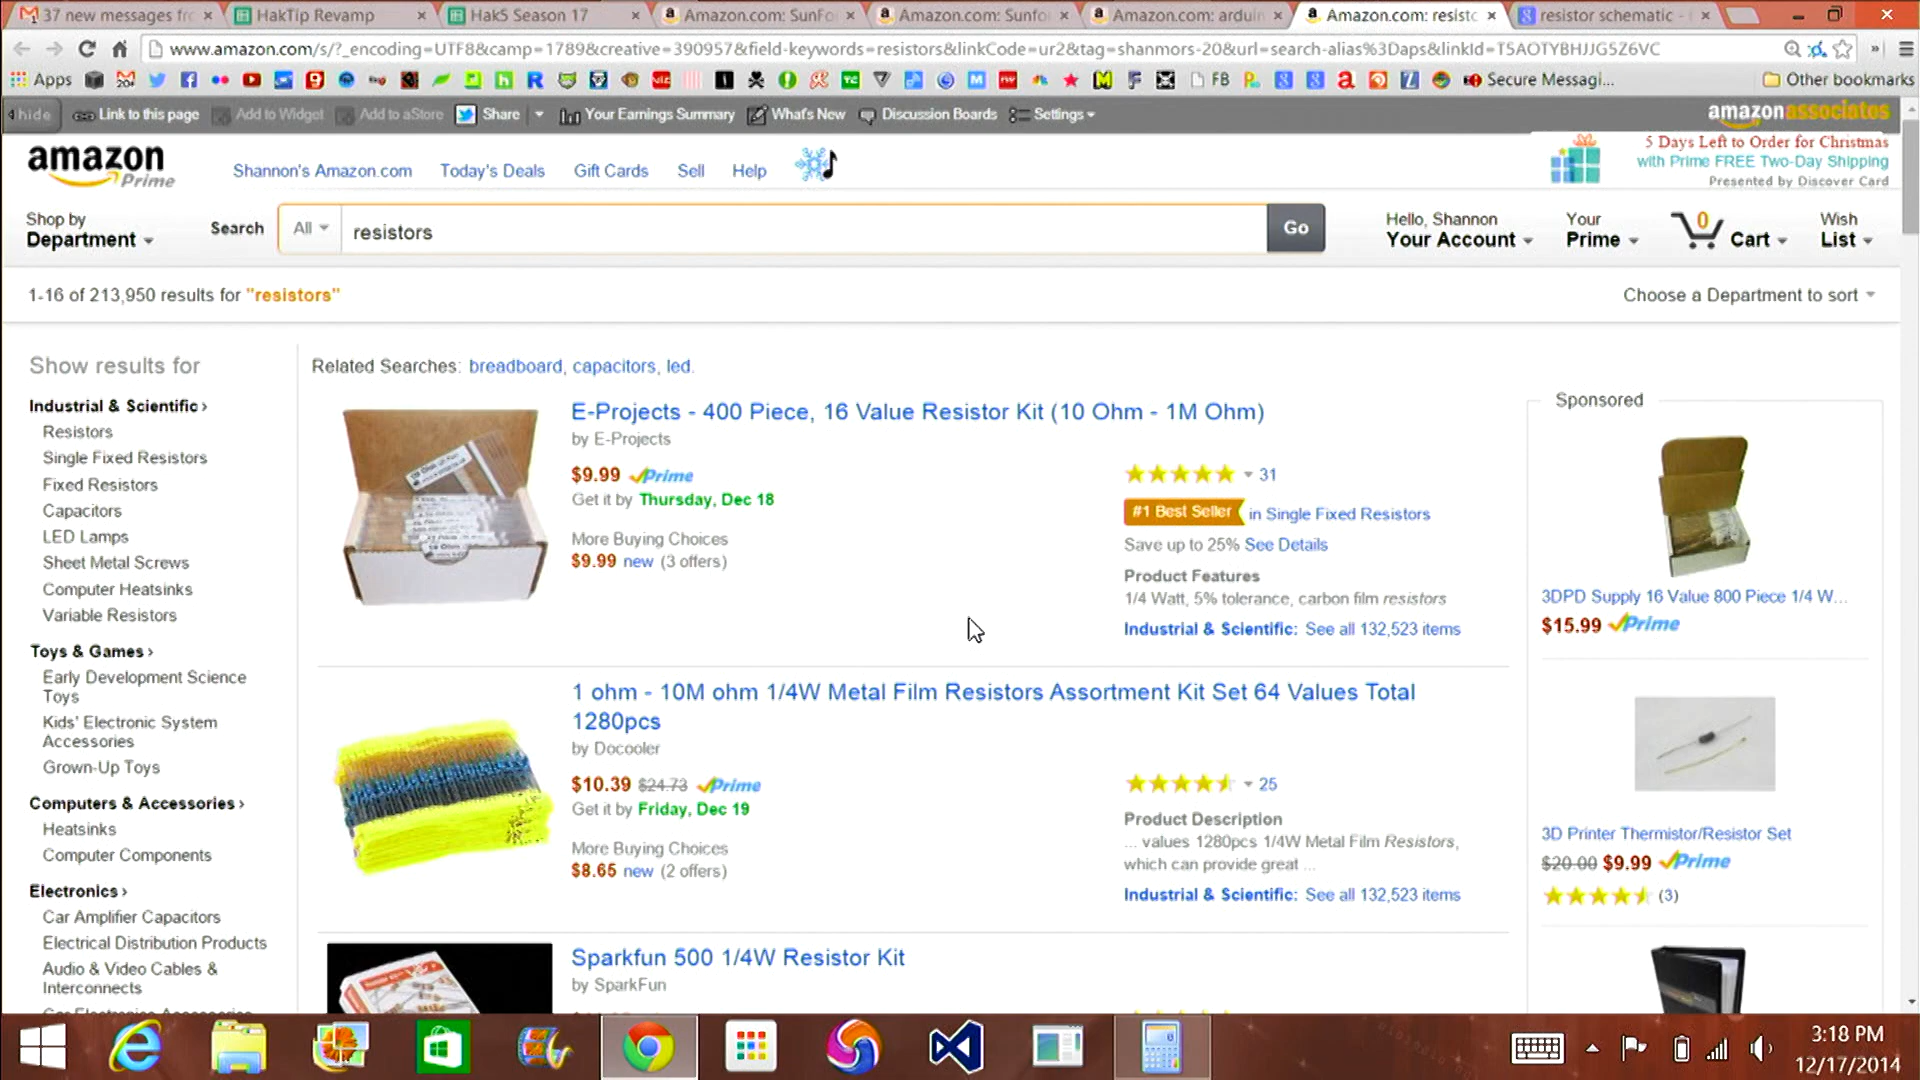 37 new messages fr
HakTip Revamp
Hak5 Season 17
Amazon.com: SunFo
Amazon.com: Sunfo
Amazon.com: arduin
Amazon.com: resisto
resistor schematic -
www.amazon.com/s/?_encoding=UTF8&camp=1789&creative=390957&field-keywords=resistors&linkCode=ur2&tag=shanmors-20&url=search-alias%3Daps&linkId=T5AOTYBHJJG5Z6VC
Apps
FB
Secure Messagi...
Other bookmarks
hide
Link to this page
Add to Widget
Add to aStore
Share
Your Earnings Summary
What's New
Discussion Boards
Settings
amazonassociates
amazon
Prime
Shannon's Amazon.com
Today's Deals
Gift Cards
Sell
Help
5 Days Left to Order for Christmas
with Prime FREE Two-Day Shipping
Presented by Discover Card
Shop by
Department
Search
All
resistors
Go
Hello, Shannon
Your Account
Your
Prime
0
Cart
Wish
List
1-16 of 213,950 results for "resistors"
Choose a Department to sort
Show results for
Industrial & Scientific ›
Resistors
Single Fixed Resistors
Fixed Resistors
Capacitors
LED Lamps
Sheet Metal Screws
Computer Heatsinks
Variable Resistors
Toys & Games ›
Early Development Science
Toys
Kids' Electronic System
Accessories
Grown-Up Toys
Computers & Accessories ›
Heatsinks
Computer Components
Electronics ›
Car Amplifier Capacitors
Electrical Distribution Products
Audio & Video Cables &
Interconnects
Related Searches: breadboard, capacitors, led.
E-Projects - 400 Piece, 16 Value Resistor Kit (10 Ohm - 1M Ohm)
by E-Projects
$9.99 Prime
Get it by Thursday, Dec 18
More Buying Choices
$9.99 new (3 offers)
31
#1 Best Seller in Single Fixed Resistors
Save up to 25% See Details
Product Features
1/4 Watt, 5% tolerance, carbon film resistors
Industrial & Scientific: See all 132,523 items
1 ohm - 10M ohm 1/4W Metal Film Resistors Assortment Kit Set 64 Values Total
1280pcs
by Docooler
$10.39 $24.73 Prime
Get it by Friday, Dec 19
More Buying Choices
$8.65 new (2 offers)
25
Product Description
... values 1280pcs 1/4W Metal Film Resistors,
which can provide great ...
Industrial & Scientific: See all 132,523 items
Sparkfun 500 1/4W Resistor Kit
by SparkFun
Sponsored
3DPD Supply 16 Value 800 Piece 1/4 W...
$15.99 Prime
3D Printer Thermistor/Resistor Set
$20.00 $9.99 Prime
(3)
3:18 PM
12/17/2014